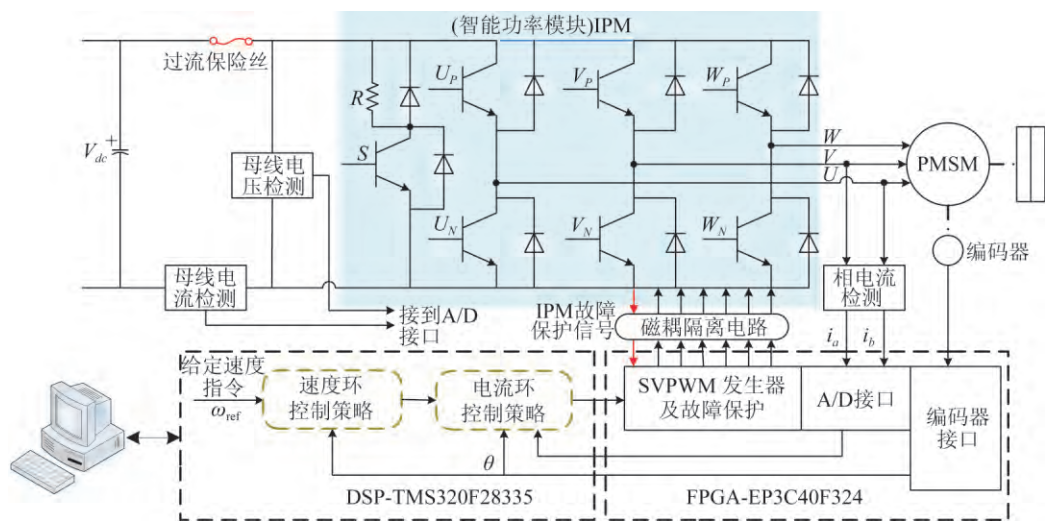 (智能功率模块)IPM
过流保险丝
R
U_P
V_P
W_P
V_dc
+
S
母线电
压检测
W
V
U
PMSM
U_N
V_N
W_N
编码器
母线电
流检测
相电流
检测
接到A/D
接口
IPM故障
保护信号
磁耦隔离电路
i_a
i_b
给定速度
指令
ω_ref
速度环
控制策略
电流环
控制策略
SVPWM 发生器
及故障保护
A/D接口
编码器
接口
θ
DSP-TMS320F28335
FPGA-EP3C40F324